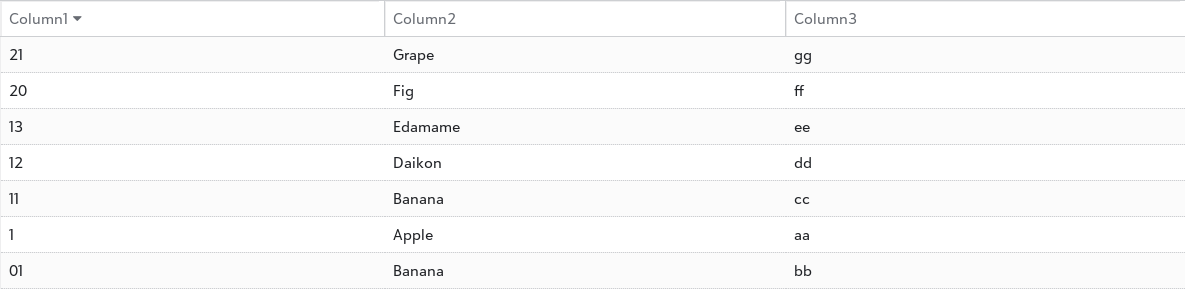 Column1 Column2 Column3
21 Grape gg
20 Fig ff
13 Edamame ee
12 Daikon dd
11 Banana cc
1 Apple aa
01 Banana bb